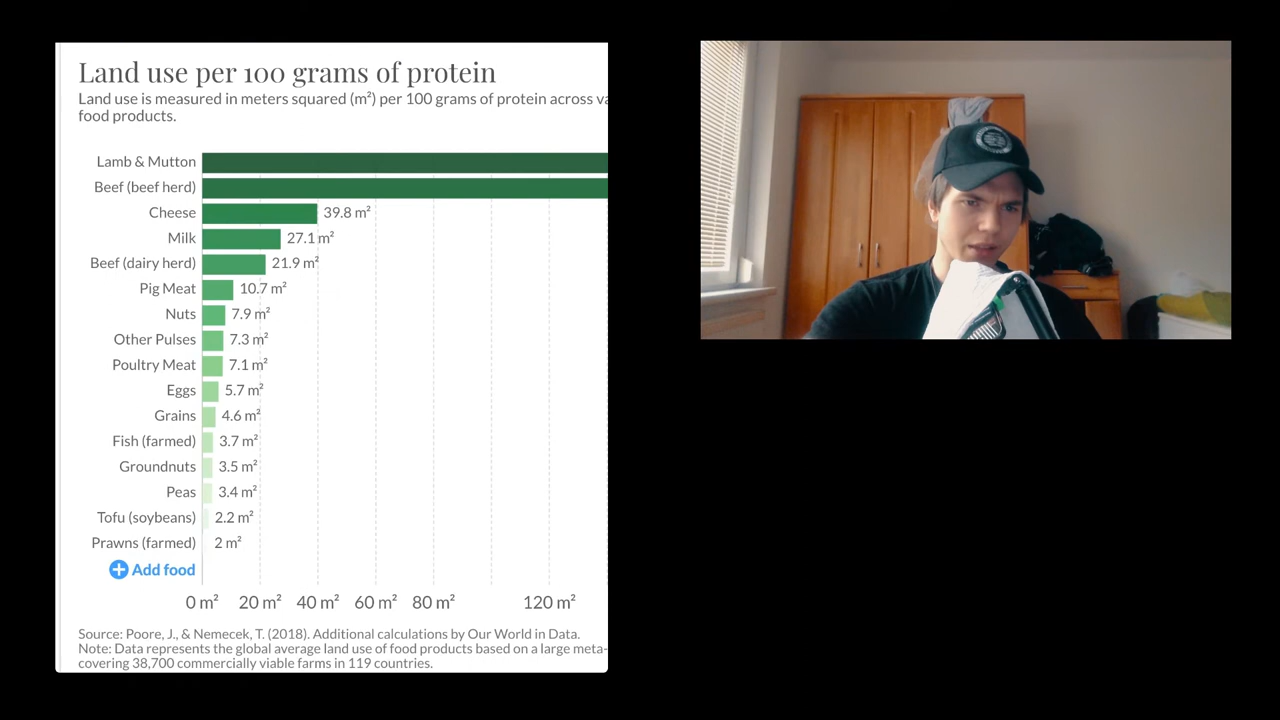 Land use per 100 grams of protein
Land use is measured in meters squared (m²) per 100 grams of protein across
food products.
Lamb & Mutton
Beef (beef herd)
Cheese 39.8 m²
Milk 27.1 m²
Beef (dairy herd) 21.9 m²
Pig Meat 10.7 m²
Nuts 7.9 m²
Other Pulses 7.3 m²
Poultry Meat 7.1 m²
Eggs 5.7 m²
Grains 4.6 m²
Fish (farmed) 3.7 m²
Groundnuts 3.5 m²
Peas 3.4 m²
Tofu (soybeans) 2.2 m²
Prawns (farmed) 2 m²
Add food
0 m² 20 m² 40 m² 60 m² 80 m² 120 m²
Source: Poore, J., & Nemecek, T. (2018). Additional calculations by Our World in Data.
Note: Data represents the global average land use of food products based on a large meta-
covering 38,700 commercially viable farms in 119 countries.